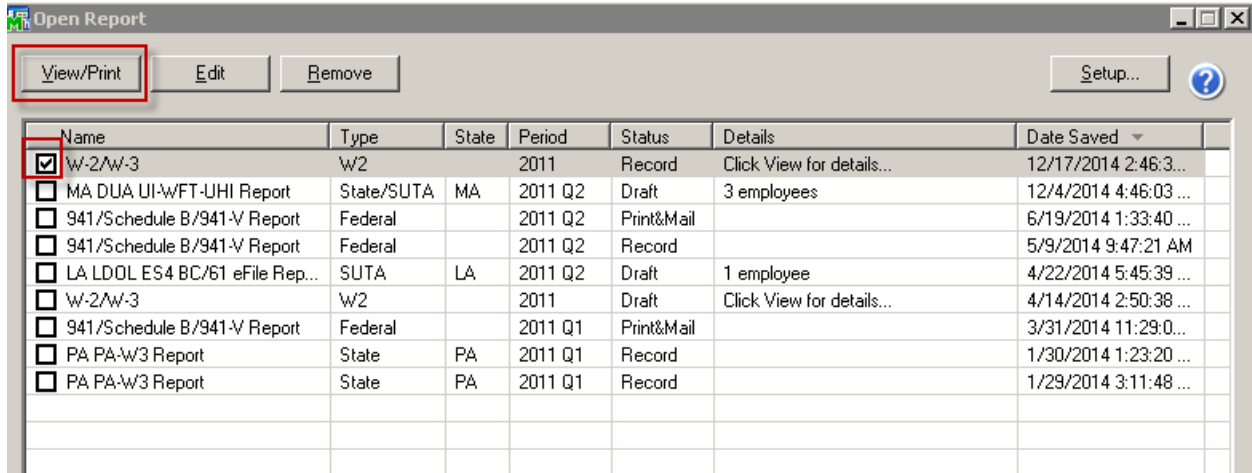 Open Report
View/Print Edit Remove Setup... ?
Name Type State Period Status Details Date Saved
W-2/W-3 W2 2011 Record Click View for details... 12/17/2014 2:46:3...
MA DUA UI-WFT-UHI Report State/SUTA MA 2011 Q2 Draft 3 employees 12/4/2014 4:46:03 ...
941/Schedule B/941-V Report Federal 2011 Q2 Print&Mail 6/19/2014 1:33:40 ...
941/Schedule B/941-V Report Federal 2011 Q2 Record 5/9/2014 9:47:21 AM
LA LDOL ES4 BC/61 eFile Rep... SUTA LA 2011 Q2 Draft 1 employee 4/22/2014 5:45:39 ...
W-2/W-3 W2 2011 Draft Click View for details... 4/14/2014 2:50:38 ...
941/Schedule B/941-V Report Federal 2011 Q1 Print&Mail 3/31/2014 11:29:0...
PA PA-W3 Report State PA 2011 Q1 Record 1/30/2014 1:23:20 ...
PA PA-W3 Report State PA 2011 Q1 Record 1/29/2014 3:11:48 ...